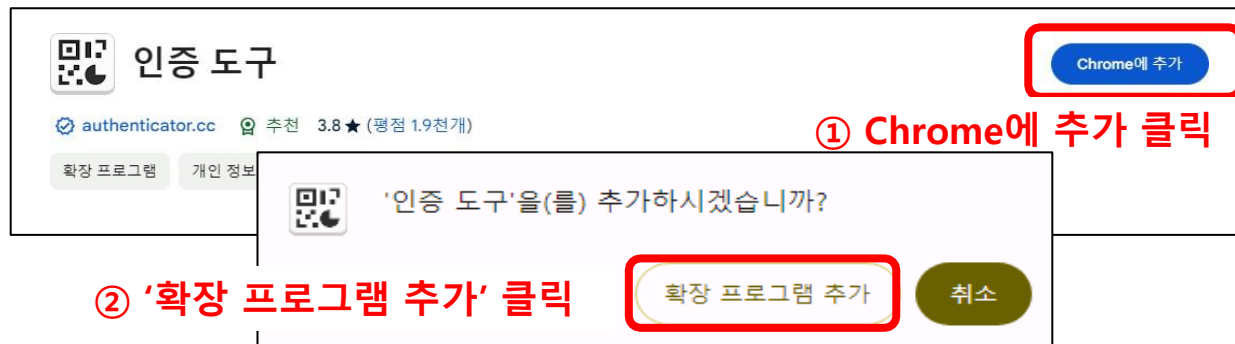 인증 도구
Chrome에 추가
authenticator.cc 추천 3.8★ (평점 1.9천개)
① Chrome에 추가 클릭
확장 프로그램 개인 정보
'인증 도구'을(를) 추가하시겠습니까?
② ‘확장 프로그램 추가’ 클릭
확장 프로그램 추가
취소